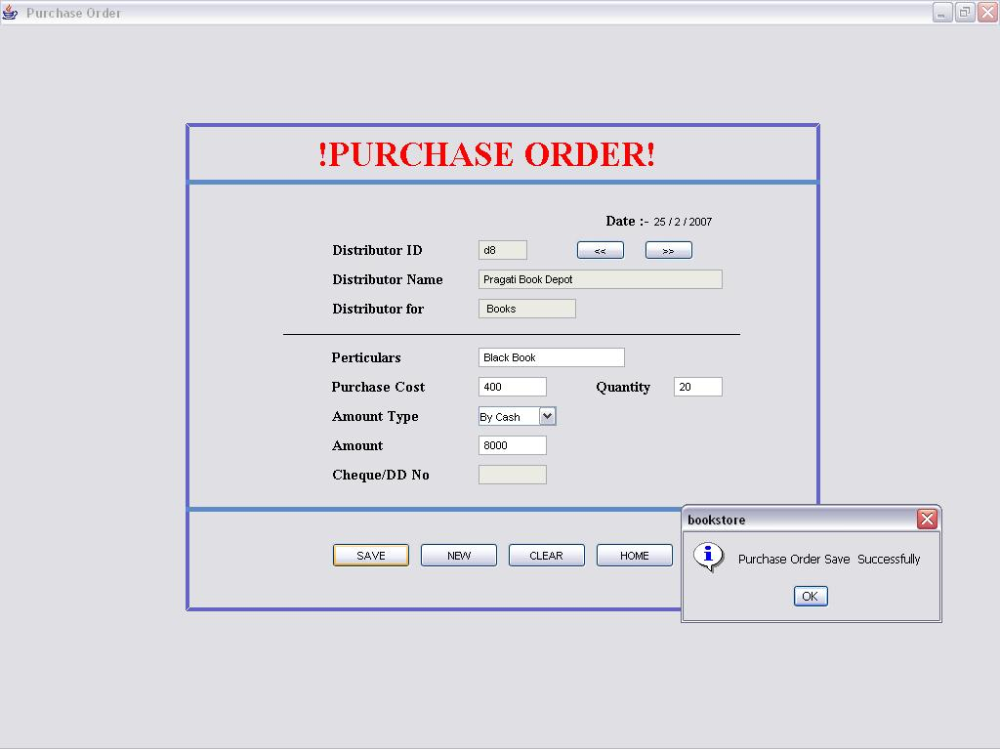 Purchase Order
!PURCHASE ORDER!
Date :- 25 / 2 / 2007
Distributor ID d8 << >>
Distributor Name Pragati Book Depot
Distributor for Books
Perticulars Black Book
Purchase Cost 400 Quantity 20
Amount Type By Cash
Amount 8000
Cheque/DD No
SAVE NEW CLEAR HOME
bookstore
Purchase Order Save Successfully
OK